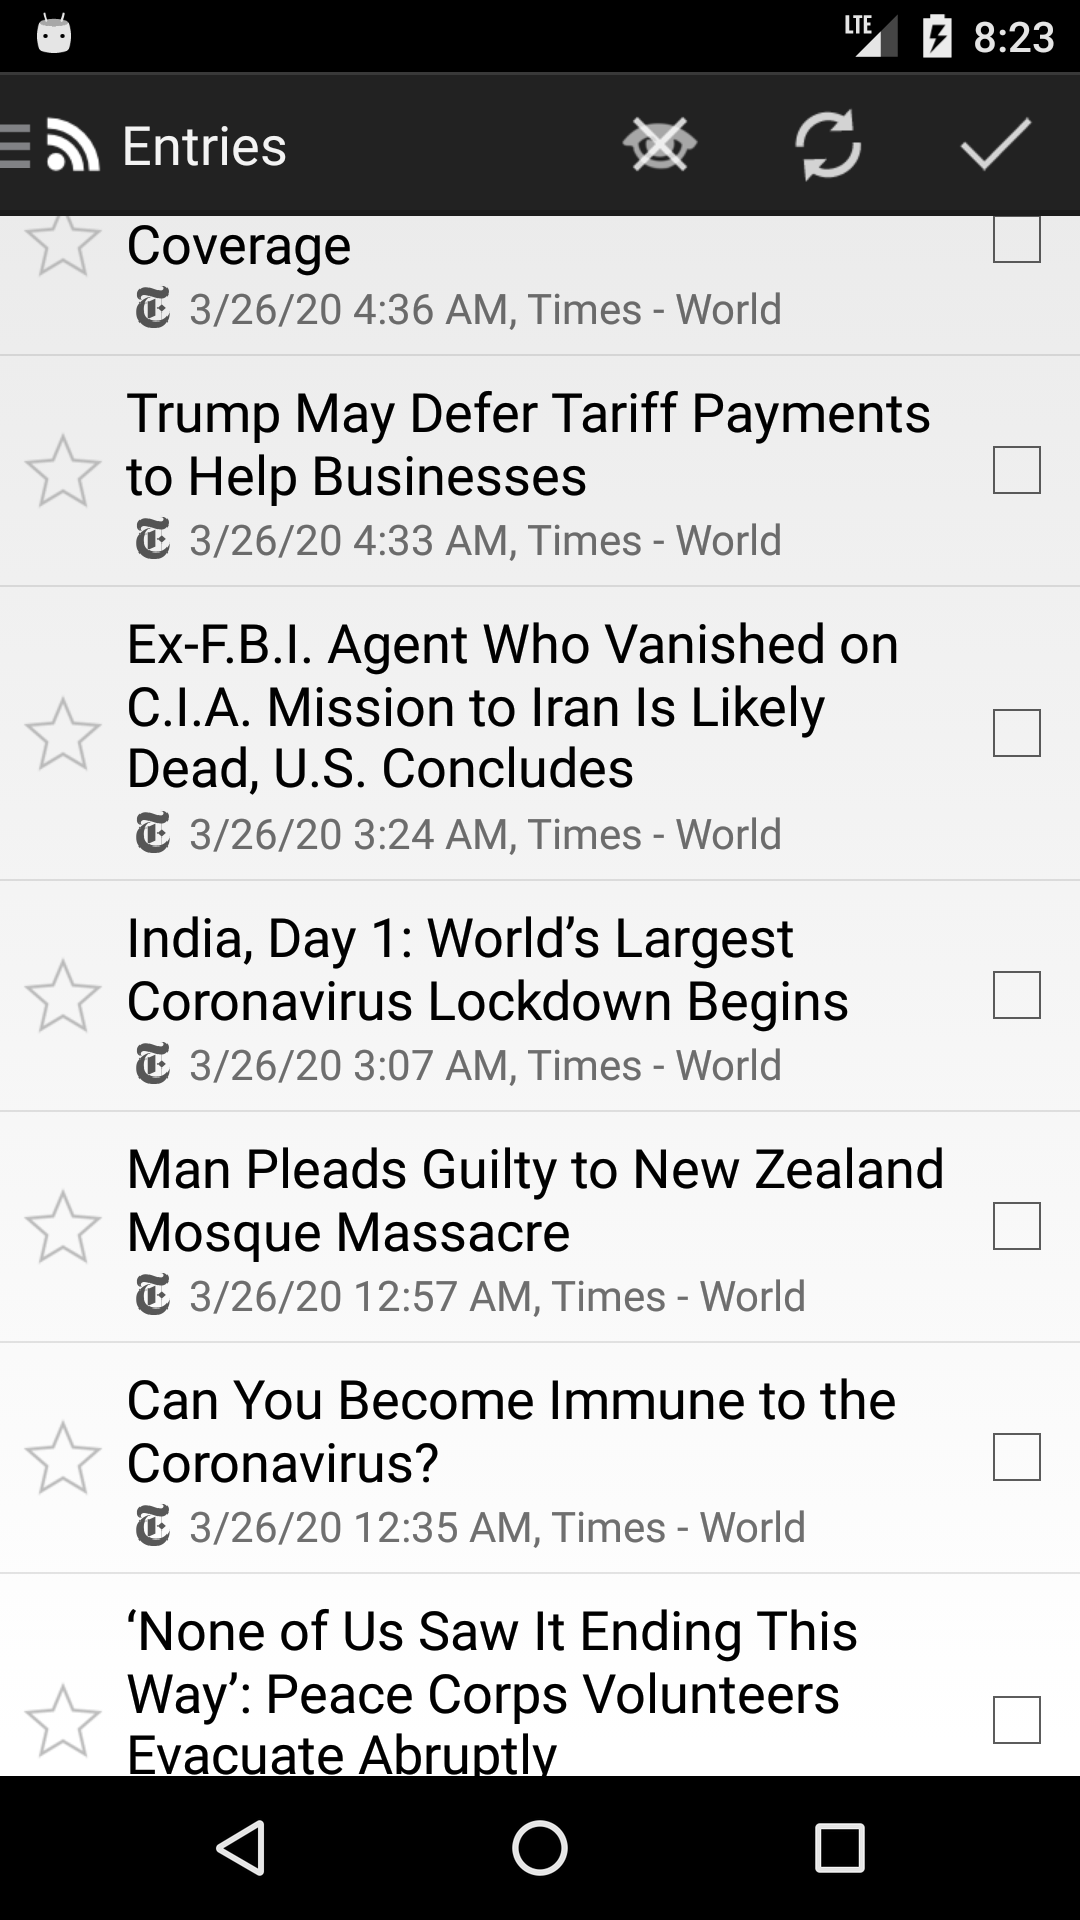 LTE 8:23
Entries
Coverage
3/26/20 4:36 AM, Times - World
Trump May Defer Tariff Payments
to Help Businesses
3/26/20 4:33 AM, Times - World
Ex-F.B.I. Agent Who Vanished on
C.I.A. Mission to Iran Is Likely
Dead, U.S. Concludes
3/26/20 3:24 AM, Times - World
India, Day 1: World’s Largest
Coronavirus Lockdown Begins
3/26/20 3:07 AM, Times - World
Man Pleads Guilty to New Zealand
Mosque Massacre
3/26/20 12:57 AM, Times - World
Can You Become Immune to the
Coronavirus?
3/26/20 12:35 AM, Times - World
‘None of Us Saw It Ending This
Way’: Peace Corps Volunteers
Evacuate Abruptly